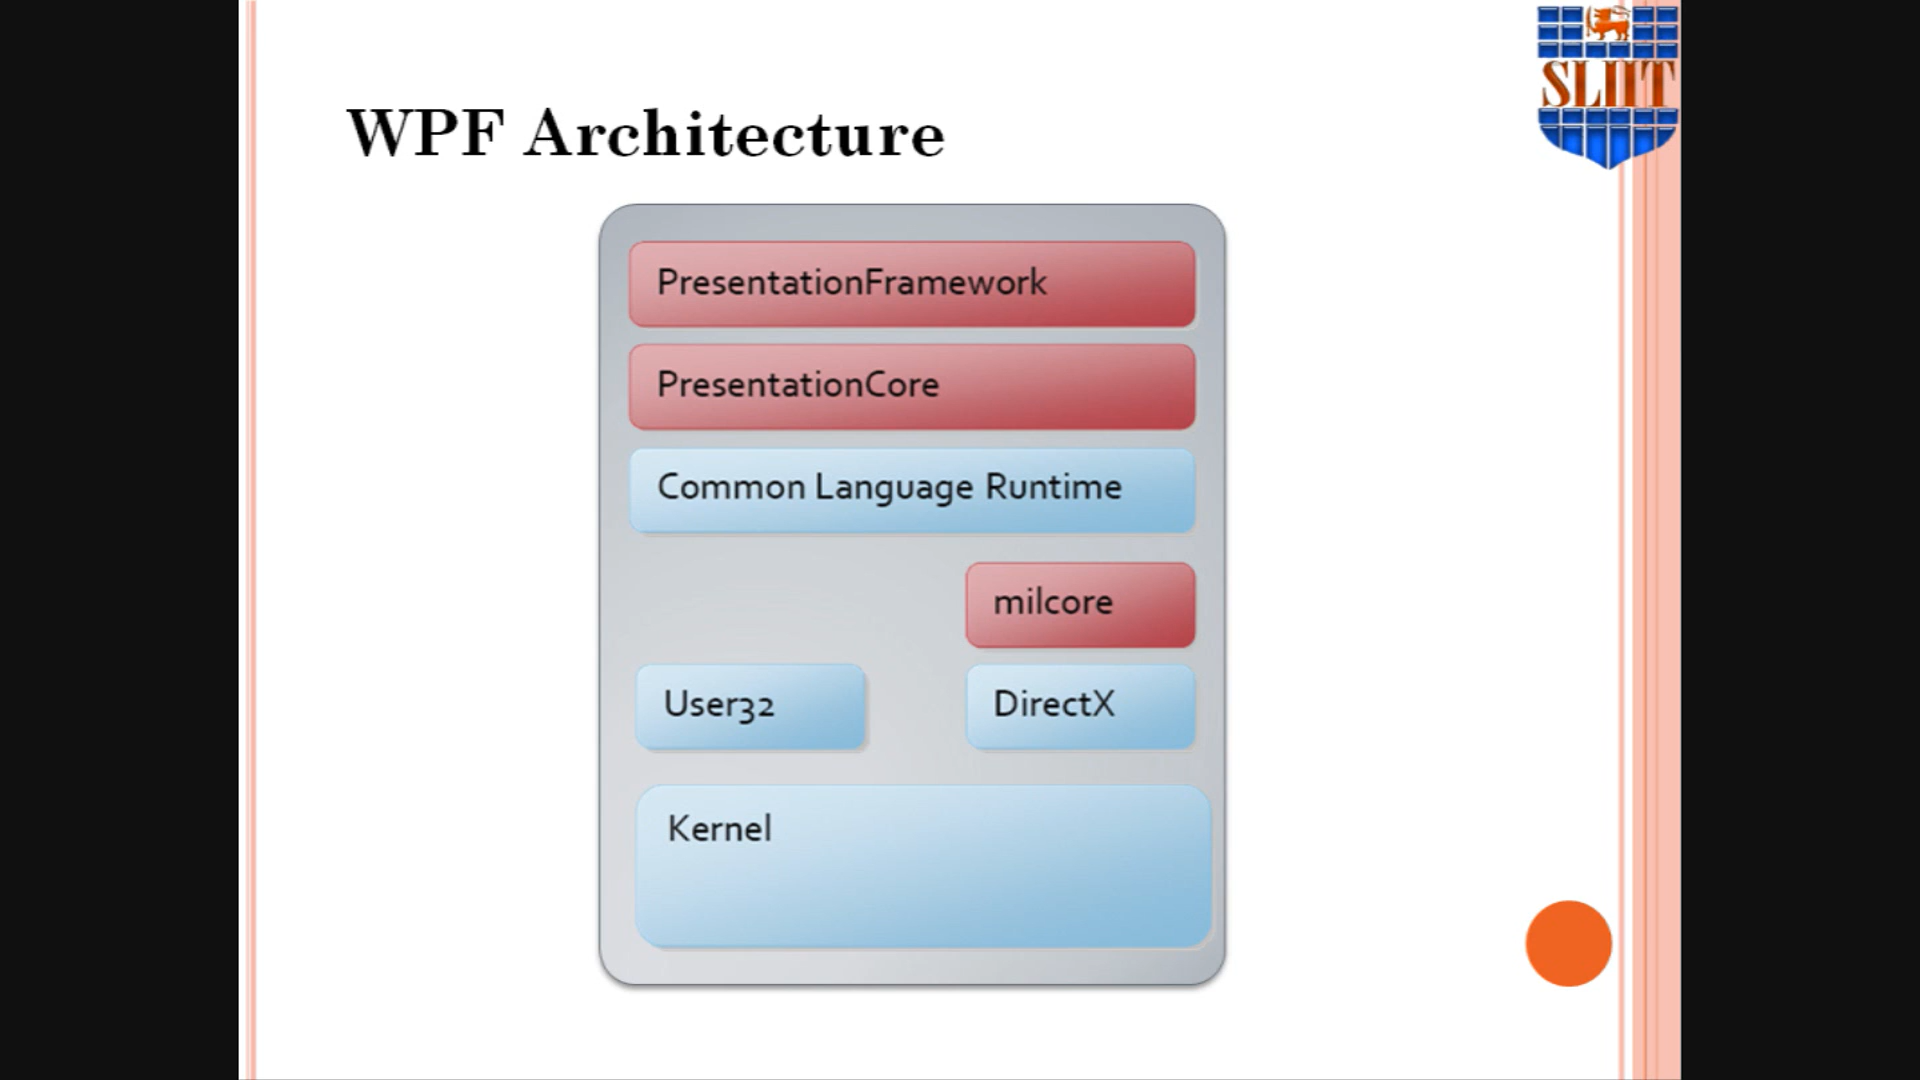 SLIIT
WPF Architecture
PresentationFramework
PresentationCore
Common Language Runtime
milcore
User32
DirectX
Kernel